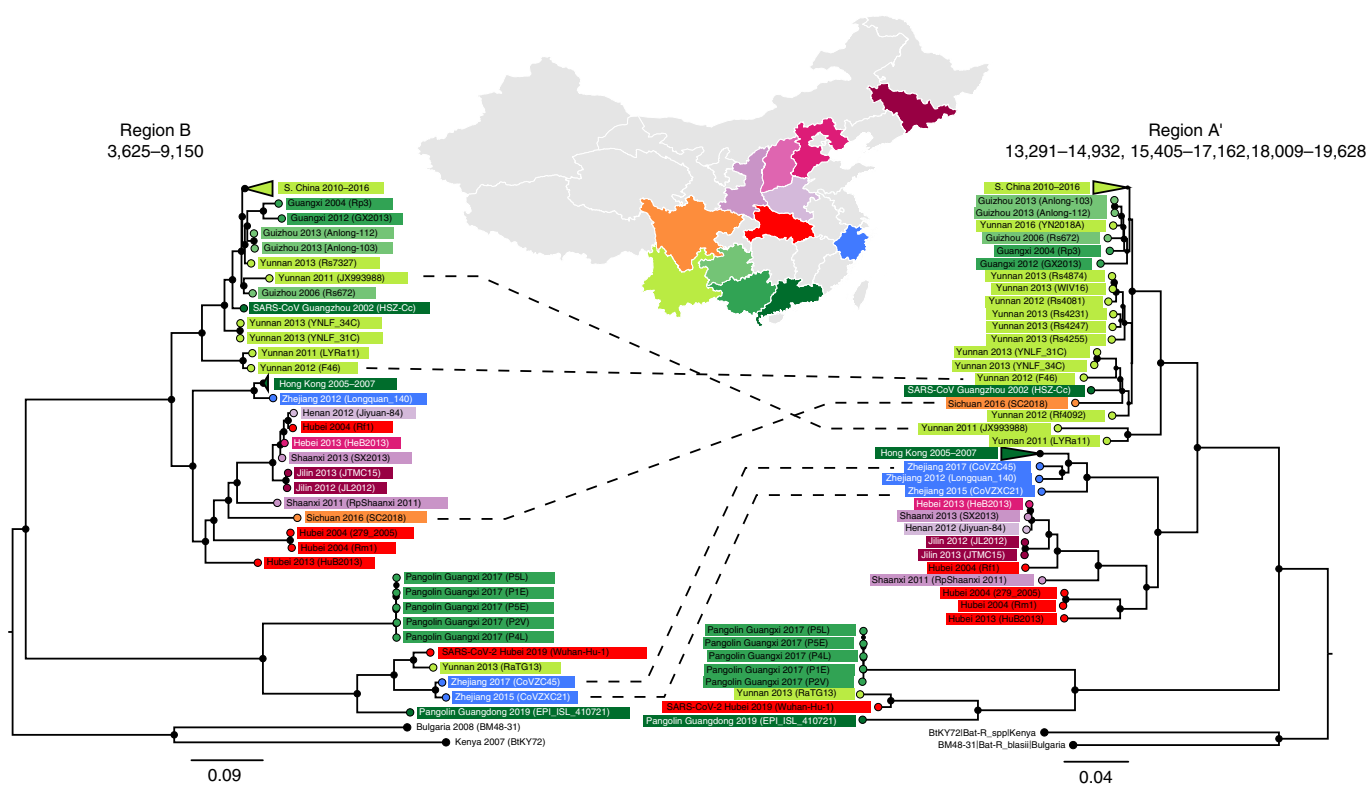 Region B
3,625–9,150
S. China 2010–2016
Guangxi 2004 (Rp3)
Guangxi 2012 (GX2013)
Guizhou 2013 (Anlong-112)
Guizhou 2013 [Anlong-103)
Yunnan 2013 (Rs7327)
Yunnan 2011 (JX993988)
Guizhou 2006 (Rs672)
SARS-CoV Guangzhou 2002 (HSZ-Cc)
Yunnan 2013 (YNLF_34C)
Yunnan 2013 (YNLF_31C)
Yunnan 2011 (LYRa11)
Yunnan 2012 (F46)
Hong Kong 2005–2007
Zhejiang 2012 (Longquan_140)
Henan 2012 (Jiyuan-84)
Hubei 2004 (Rf1)
Hebei 2013 (HeB2013)
Shaanxi 2013 (SX2013)
Jilin 2013 (JTMC15)
Jilin 2012 (JL2012)
Shaanxi 2011 (RpShaanxi 2011)
Sichuan 2016 (SC2018)
Hubei 2004 (279_2005)
Hubei 2004 (Rm1)
Hubei 2013 (HuB2013)
Pangolin Guangxi 2017 (P5L)
Pangolin Guangxi 2017 (P1E)
Pangolin Guangxi 2017 (P5E)
Pangolin Guangxi 2017 (P2V)
Pangolin Guangxi 2017 (P4L)
SARS-CoV-2 Hubei 2019 (Wuhan-Hu-1)
Yunnan 2013 (RaTG13)
Zhejiang 2017 (CoVZC45)
Zhejiang 2015 (CoVZXC21)
Pangolin Guangdong 2019 (EPI_ISL_410721)
Bulgaria 2008 (BM48-31)
Kenya 2007 (BtKY72)
0.09
Region A'
13,291–14,932, 15,405–17,162,18,009–19,628
S. China 2010–2016
Guizhou 2013 (Anlong-103)
Guizhou 2013 (Anlong-112)
Yunnan 2016 (YN2018A)
Guizhou 2006 (Rs672)
Guangxi 2004 (Rp3)
Guangxi 2012 (GX2013)
Yunnan 2013 (Rs4874)
Yunnan 2013 (WIV16)
Yunnan 2012 (Rs4081)
Yunnan 2013 (Rs4231)
Yunnan 2013 (Rs4247)
Yunnan 2013 (Rs4255)
Yunnan 2013 (YNLF_31C)
Yunnan 2013 (YNLF_34C)
Yunnan 2012 (F46)
SARS-CoV Guangzhou 2002 (HSZ-Cc)
Sichuan 2016 (SC2018)
Yunnan 2012 (Rf4092)
Yunnan 2011 (JX993988)
Yunnan 2011 (LYRa11)
Hong Kong 2005–2007
Zhejiang 2017 (CoVZC45)
Zhejiang 2012 (Longquan_140)
Zhejiang 2015 (CoVZXC21)
Hebei 2013 (HeB2013)
Shaanxi 2013 (SX2013)
Henan 2012 (Jiyuan-84)
Jilin 2012 (JL2012)
Jilin 2013 (JTMC15)
Hubei 2004 (Rf1)
Shaanxi 2011 (RpShaanxi 2011)
Hubei 2004 (279_2005)
Hubei 2004 (Rm1)
Hubei 2013 (HuB2013)
Pangolin Guangxi 2017 (P5L)
Pangolin Guangxi 2017 (P5E)
Pangolin Guangxi 2017 (P4L)
Pangolin Guangxi 2017 (P1E)
Pangolin Guangxi 2017 (P2V)
Yunnan 2013 (RaTG13)
SARS-CoV-2 Hubei 2019 (Wuhan-Hu-1)
Pangolin Guangdong 2019 (EPI_ISL_410721)
BtKY72|Bat-R_spp|Kenya
BM48-31|Bat-R_blasii|Bulgaria
0.04